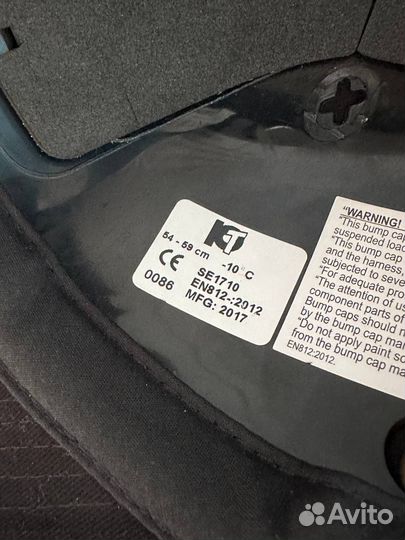 KT
54 - 59 cm -10°C
CE SE1710
0086 EN812-:2012
MFG: 2017
"WARNING!
"This bump cap
suspended loa
"This bump cap
and the harness,
subjected to seve
"For adequate pro
"The attention of us
component parts of
Bump caps should n
by the bump cap ma
"Do not apply paint so
from the bump cap ma
EN812:2012.
Avito